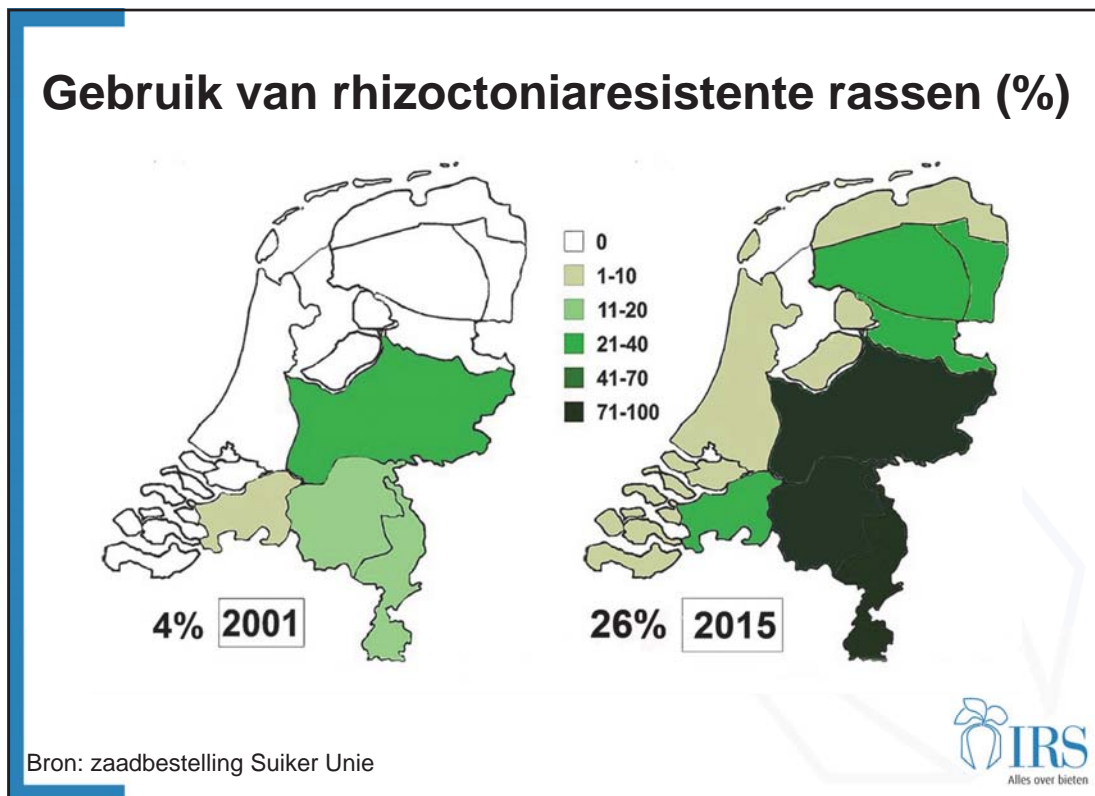 Gebruik van rhizoctoniaresistente rassen (%)
0
1-10
11-20
21-40
41-70
71-100
4% 2001
26% 2015
Bron: zaadbestelling Suiker Unie
IRS
Alles over bieten